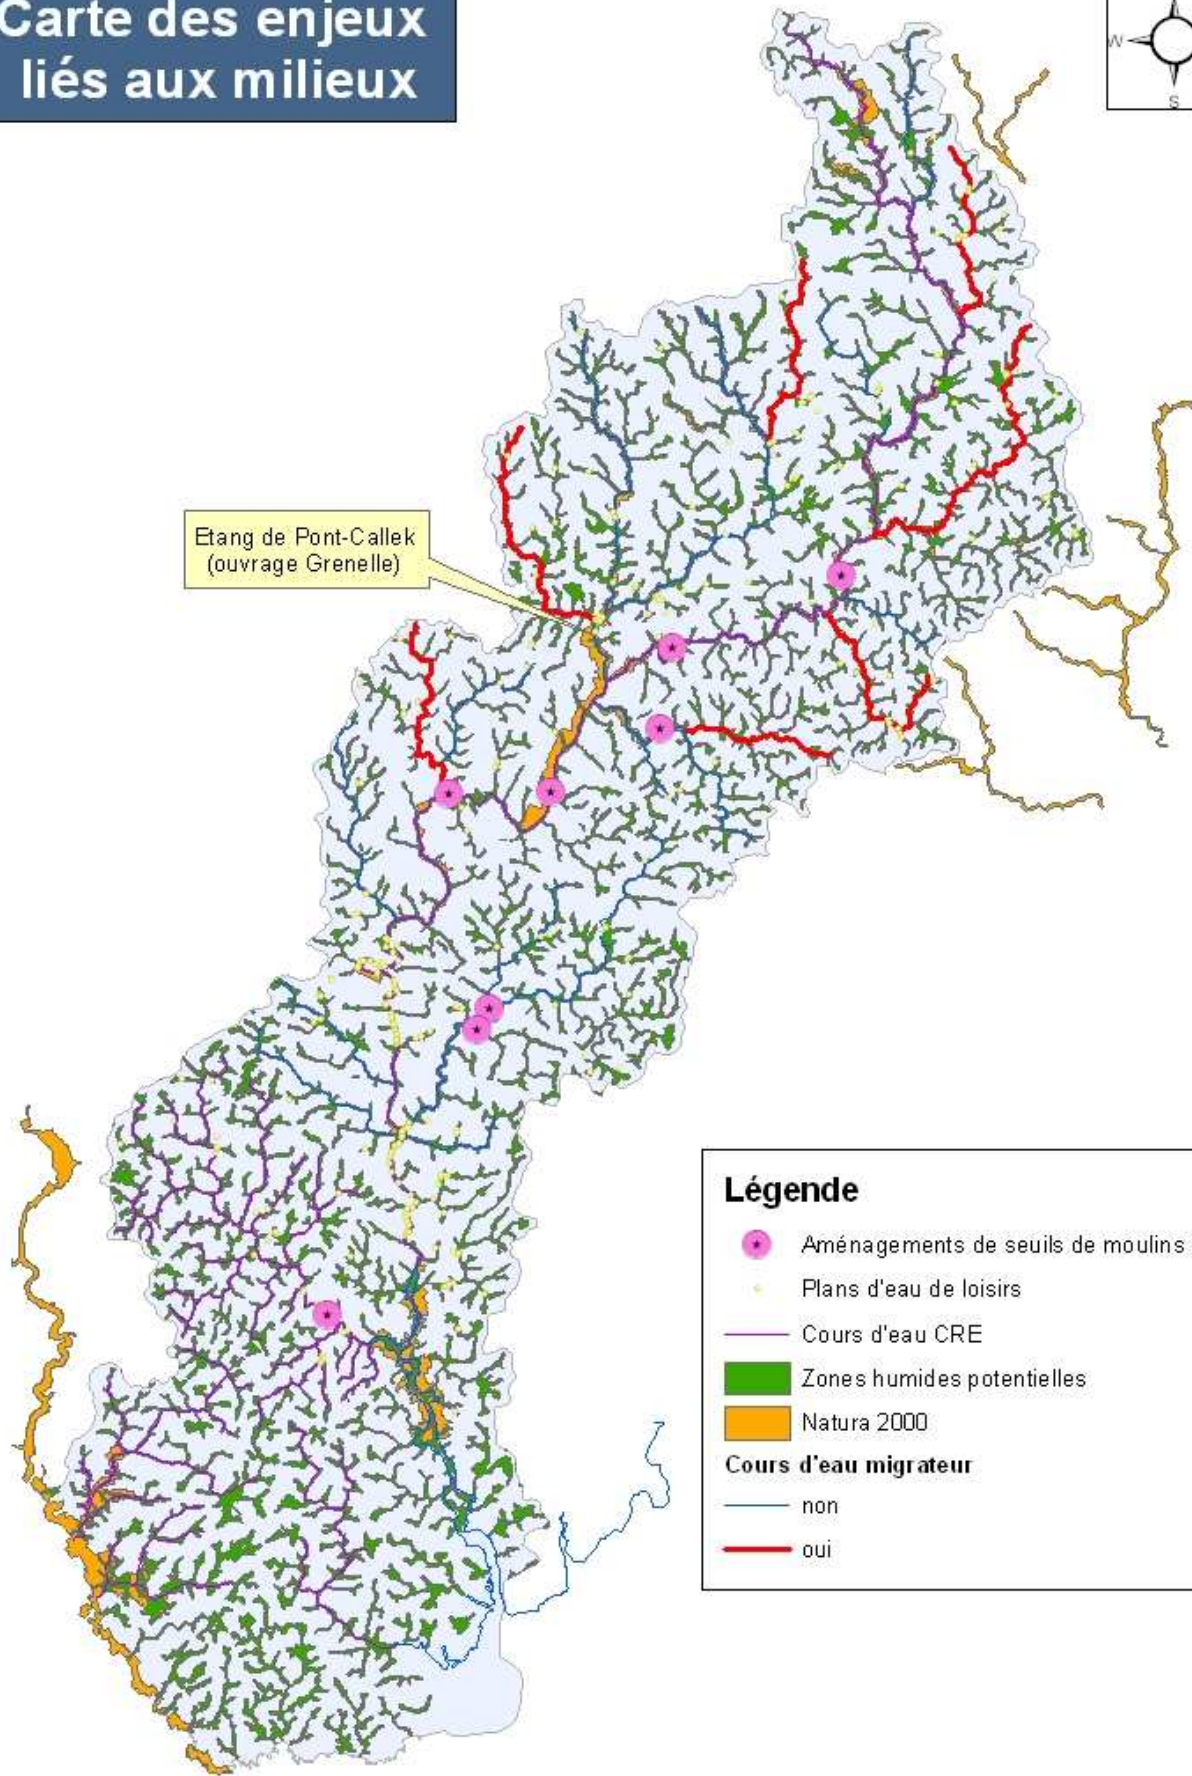 Carte des enjeux
liés aux milieux
W
S
Etang de Pont-Callek
(ouvrage Grenelle)
Légende
Aménagements de seuils de moulins
Plans d'eau de loisirs
Cours d'eau CRE
Zones humides potentielles
Natura 2000
Cours d'eau migrateur
non
oui